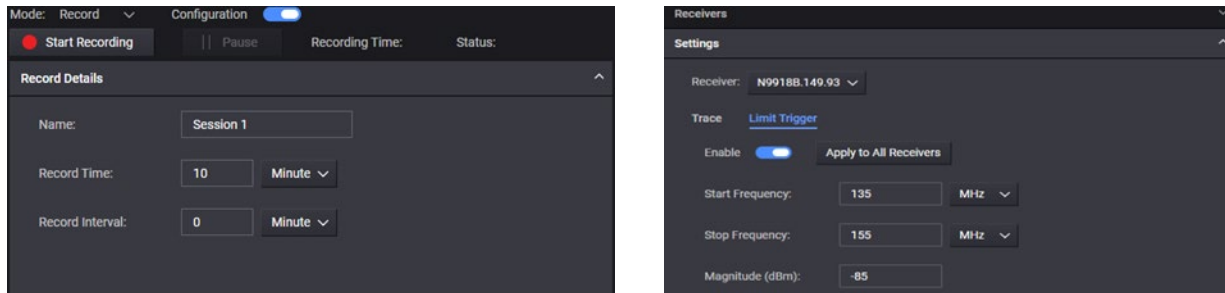 Mode: Record
Configuration
Start Recording
Pause
Recording Time:
Status:
Record Details
Name: Session 1
Record Time: 10 Minute
Record Interval: 0 Minute
Receivers
Settings
Receiver: N9918B.149.93
Trace Limit Trigger
Enable Apply to All Receivers
Start Frequency: 135 MHz
Stop Frequency: 155 MHz
Magnitude (dBm): -85